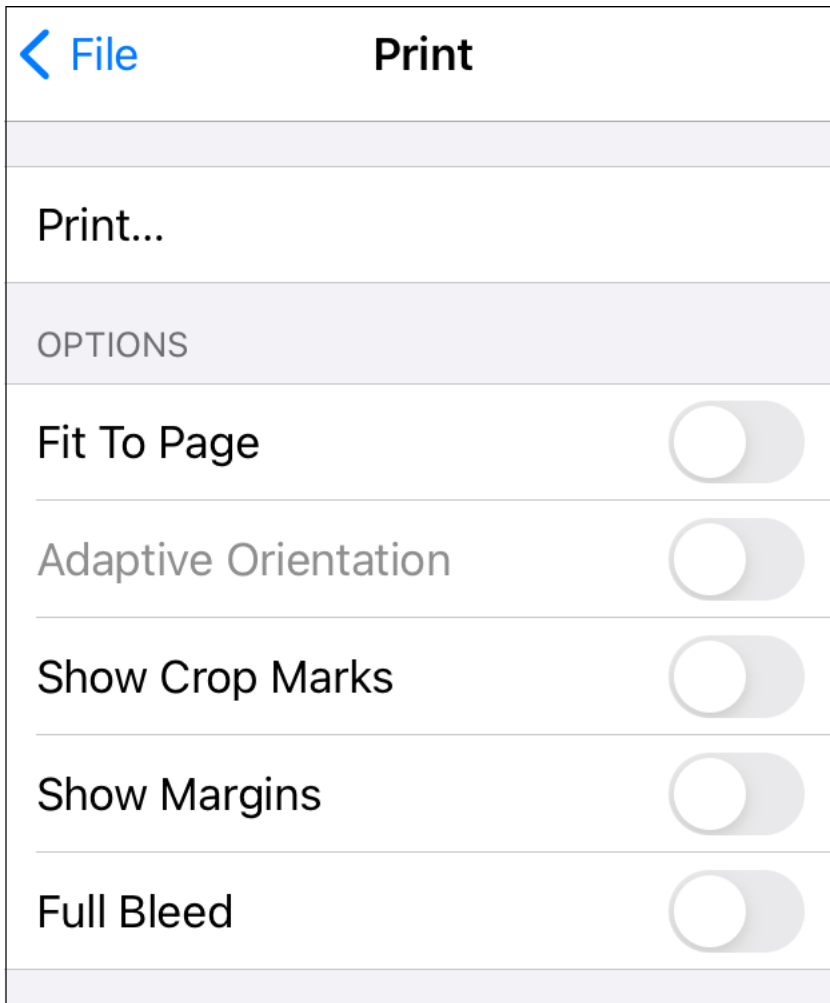 File
Print
Print...
OPTIONS
Fit To Page
Adaptive Orientation
Show Crop Marks
Show Margins
Full Bleed